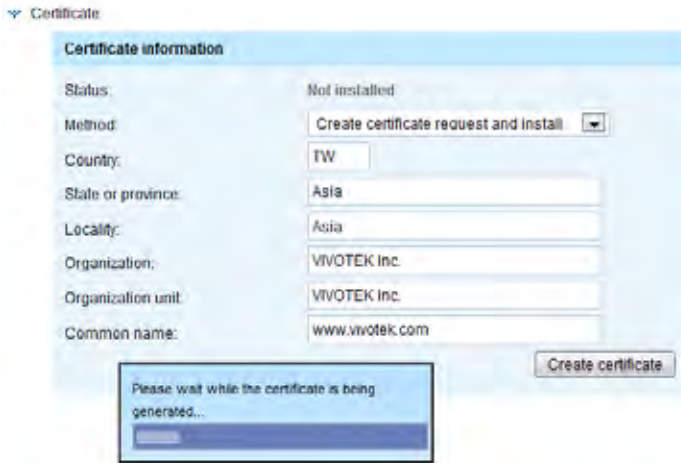 Certificate
Certificate information
Status: Not installed
Method: Create certificate request and install
Country: TW
State or province: Asia
Locality: Asia
Organization: VIVOTEK Inc.
Organization unit: VIVOTEK Inc.
Common name: www.vivotek.com
Create certificate
Please wait while the certificate is being
generated...